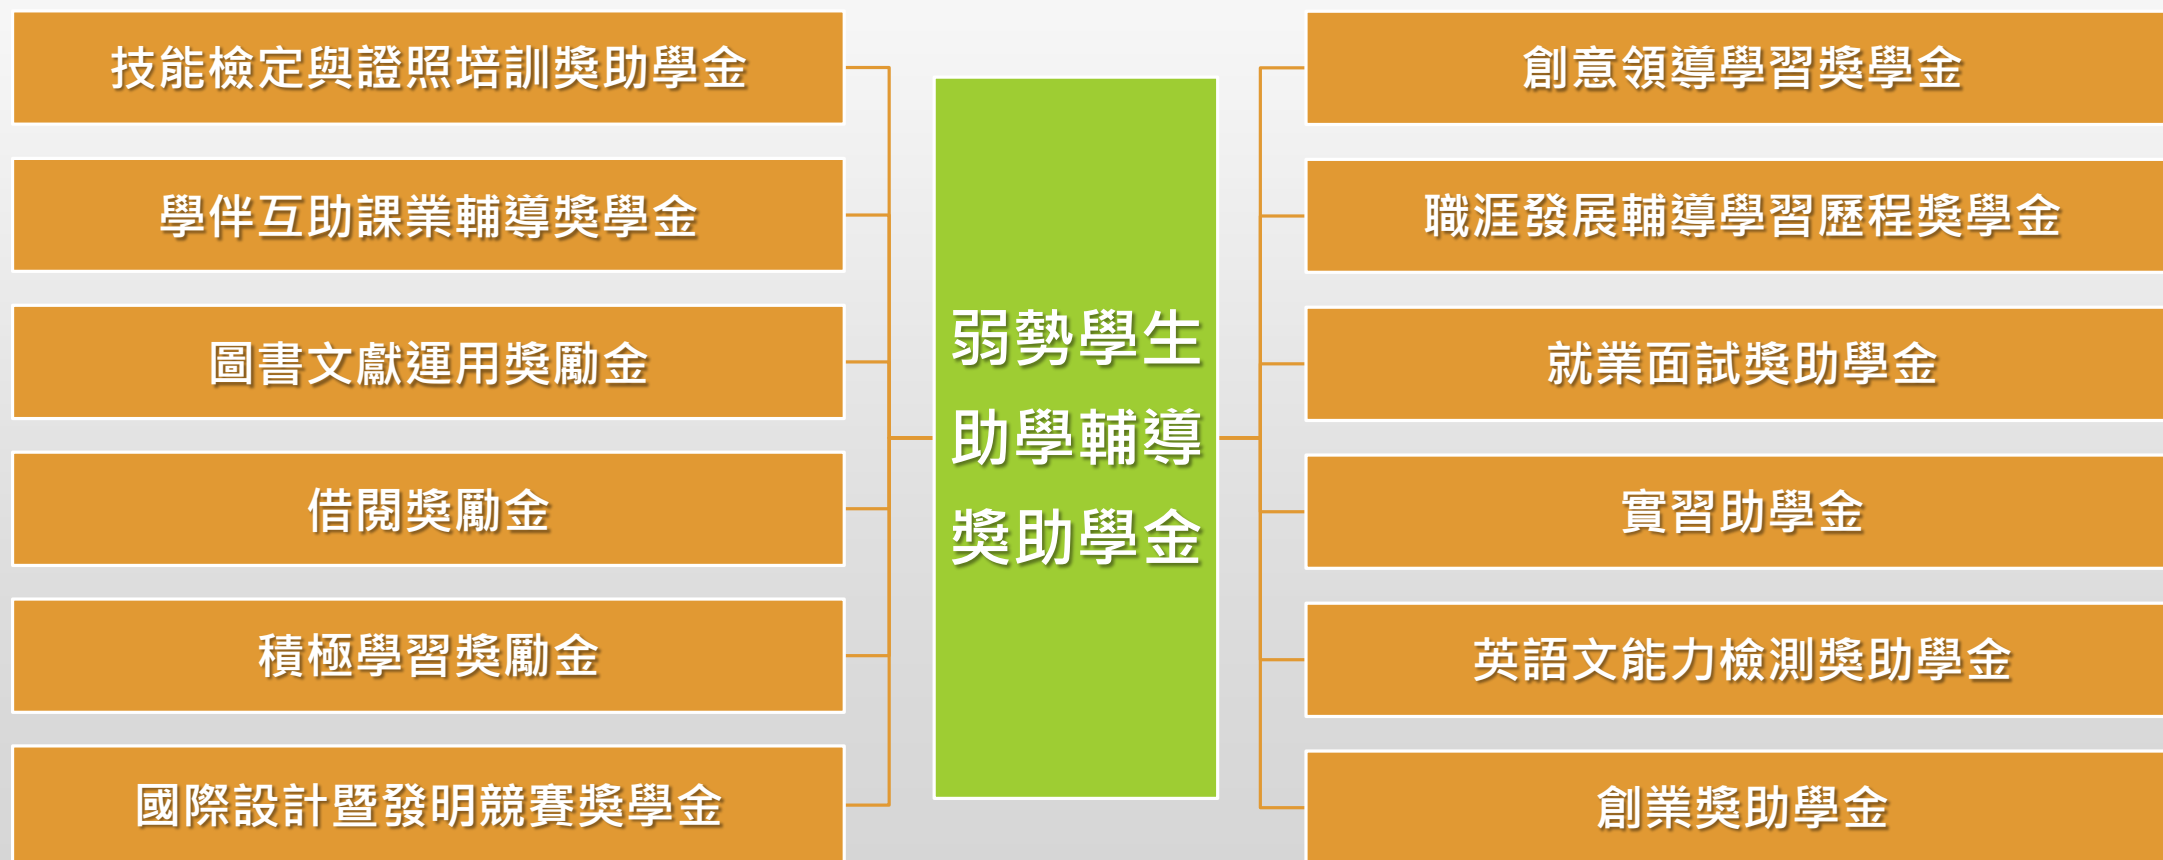 技能檢定與證照培訓獎助學金
學伴互助課業輔導獎學金
圖書文獻運用獎勵金
借閱獎勵金
積極學習獎勵金
國際設計暨發明競賽獎學金
弱勢學生
助學輔導
獎助學金
創意領導學習獎學金
職涯發展輔導學習歷程獎學金
就業面試獎助學金
實習助學金
英語文能力檢測獎助學金
創業獎助學金